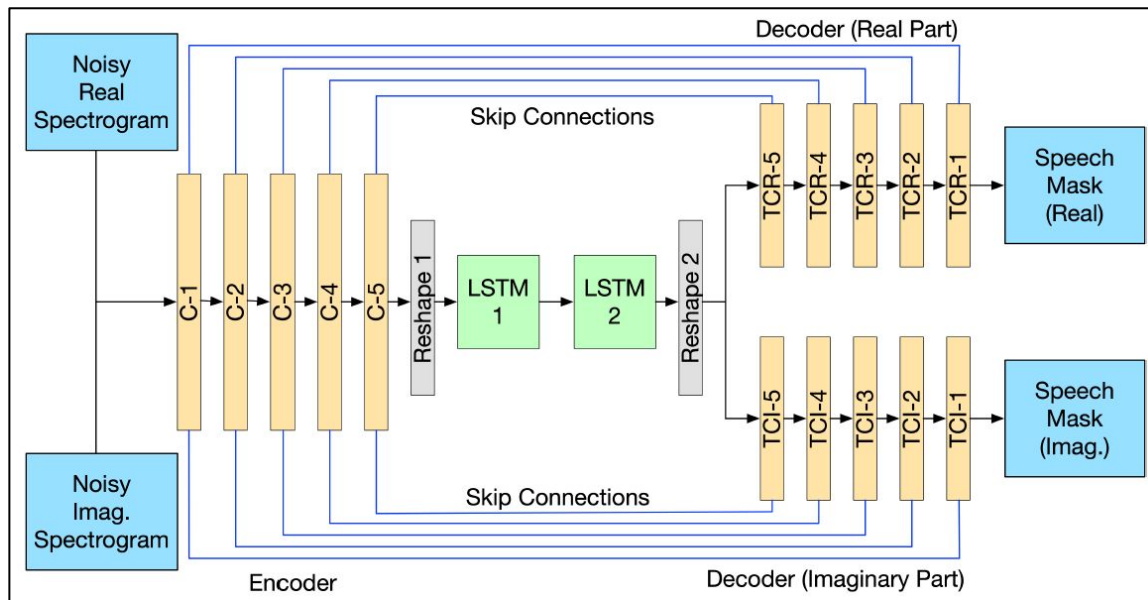 Decoder (Real Part)
Noisy
Real
Spectrogram
Skip Connections
TCR-5
TCR-4
TCR-3
TCR-2
TCR-1
Speech
Mask
(Real)
C-1
C-2
C-3
C-4
C-5
Reshape 1
LSTM
1
LSTM
2
Reshape 2
TCI-5
TCI-4
TCI-3
TCI-2
TCI-1
Speech
Mask
(Imag.)
Noisy
Imag.
Spectrogram
Skip Connections
Encoder
Decoder (Imaginary Part)